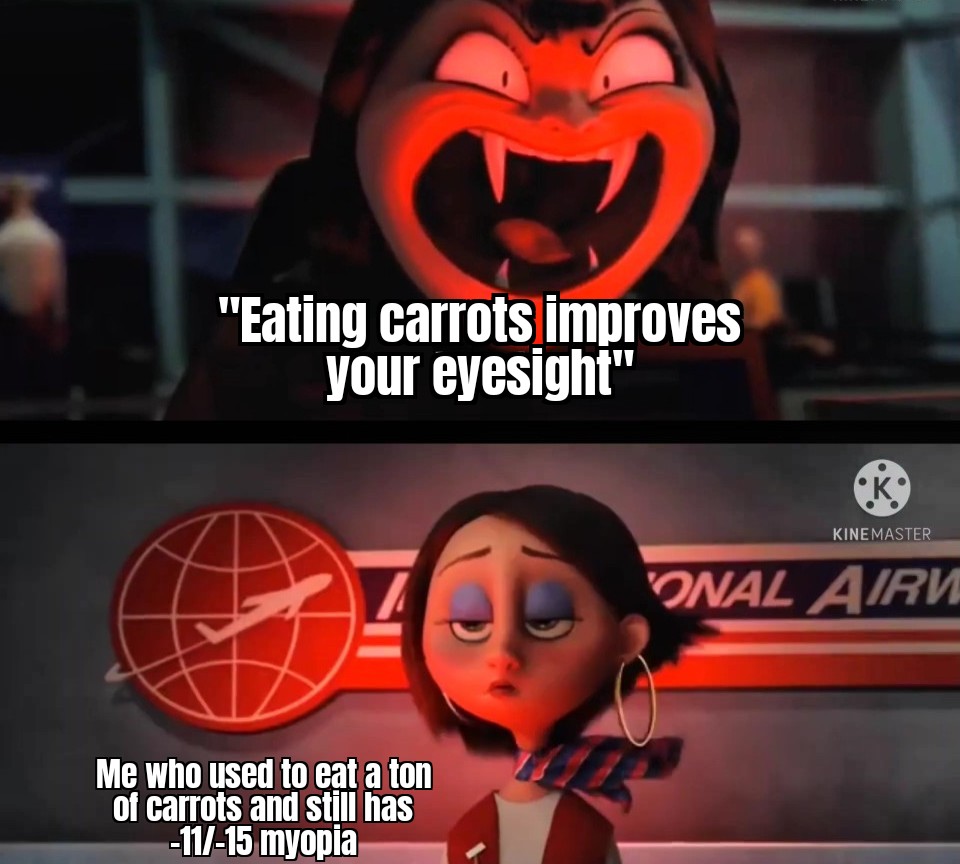 "Eating carrots improves
your eyesight"
KINEMASTER
ONAL AIRW
Me who used to eat a ton
of carrots and still has
-11/-15 myopia